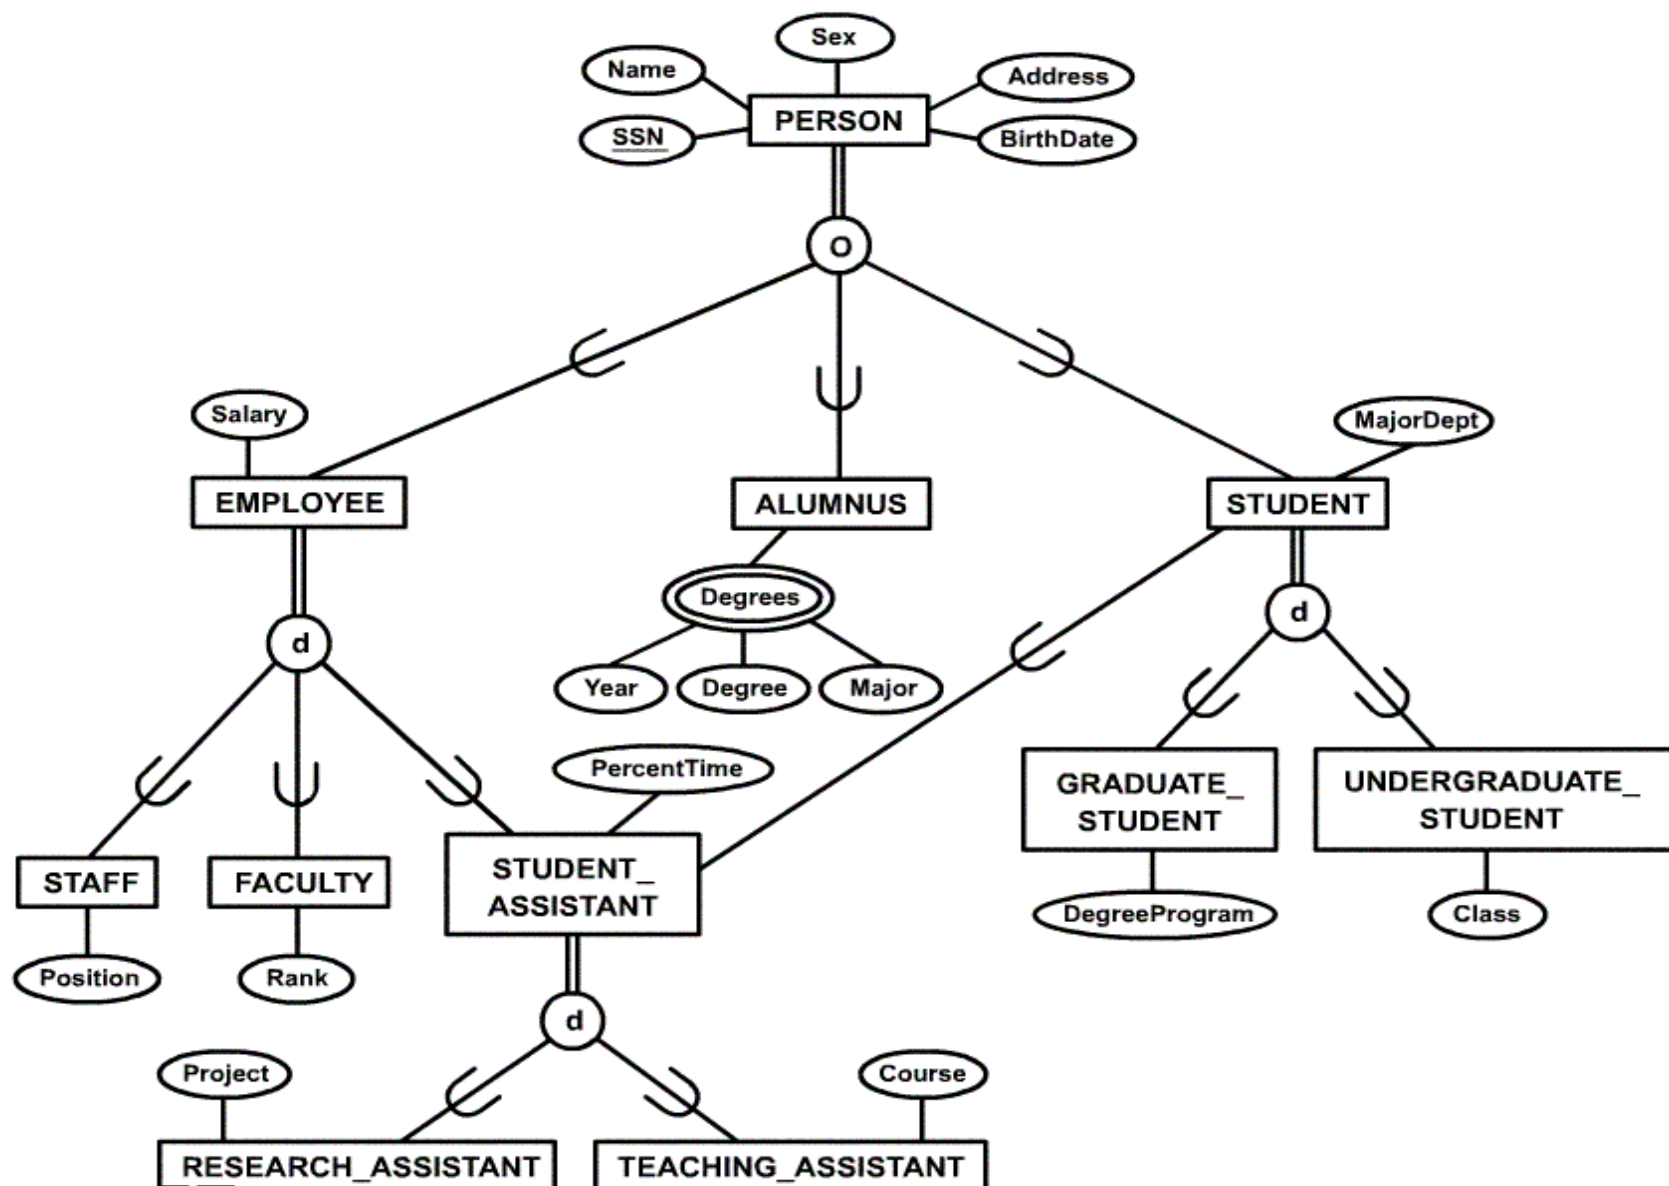 Sex
Name
Address
PERSON
SSN
BirthDate
O
Salary
MajorDept
EMPLOYEE
ALUMNUS
STUDENT
Degrees
d
d
Year
Degree
Major
PercentTime
GRADUATE_
STUDENT
UNDERGRADUATE_
STUDENT
STAFF
FACULTY
STUDENT_
ASSISTANT
DegreeProgram
Class
Position
Rank
d
Project
Course
RESEARCH_ASSISTANT
TEACHING_ASSISTANT